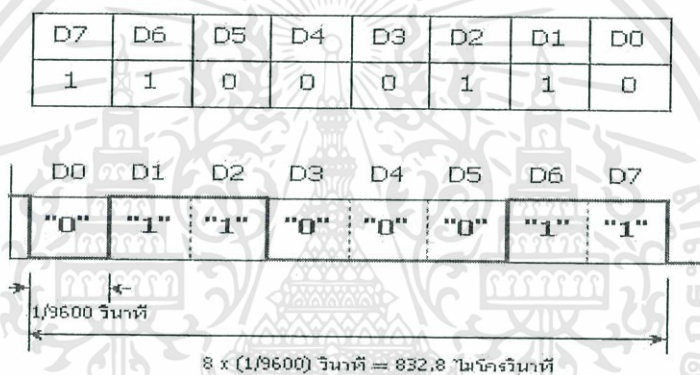 D7 D6 D5 D4 D3 D2 D1 D0
1 1 0 0 0 1 1 0
D0 D1 D2 D3 D4 D5 D6 D7
"0" "1" "1" "0" "0" "0" "1" "1"
1/9600 วินาที
8 x (1/9600) วินาที = 832.8 ไมโครวินาที